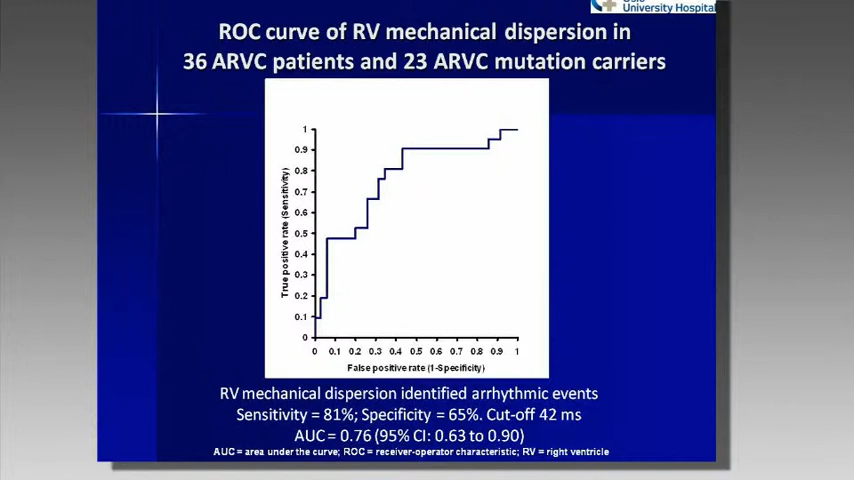 University Hospital
ROC curve of RV mechanical dispersion in
36 ARVC patients and 23 ARVC mutation carriers
1
0.9
0.8
0.7
0.6
0.5
0.4
0.3
0.2
0.1
0
True positive rate (Sensitivity)
0 0.1 0.2 0.3 0.4 0.5 0.6 0.7 0.8 0.9 1
False positive rate (1-Specificity)
RV mechanical dispersion identified arrhythmic events
Sensitivity = 81%; Specificity = 65%. Cut-off 42 ms
AUC = 0.76 (95% CI: 0.63 to 0.90)
AUC = area under the curve; ROC = receiver-operator characteristic; RV = right ventricle